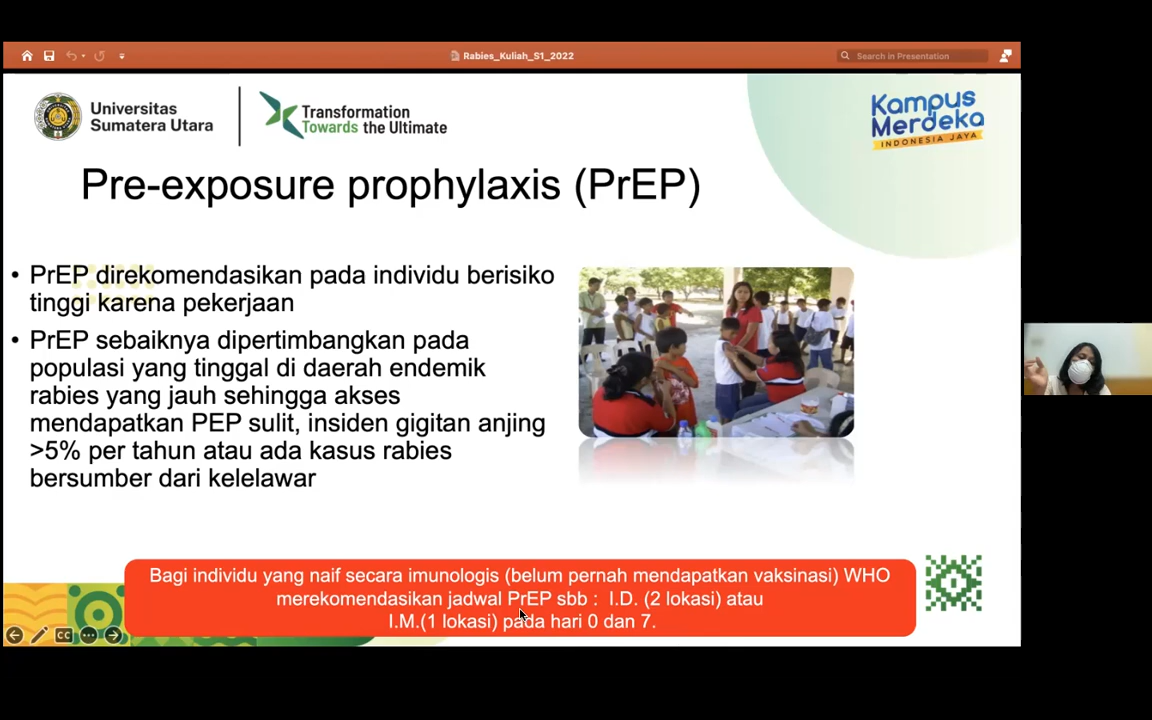 Rabies_Kuliah_S1_2022
Search in Presentation
Universitas
Sumatera Utara
Transformation
Towards the Ultimate
Kampus
Merdeka
INDONESIA JAYA
Pre-exposure prophylaxis (PrEP)
• PrEP direkomendasikan pada individu berisiko
tinggi karena pekerjaan
• PrEP sebaiknya dipertimbangkan pada
populasi yang tinggal di daerah endemik
rabies yang jauh sehingga akses
mendapatkan PEP sulit, insiden gigitan anjing
>5% per tahun atau ada kasus rabies
bersumber dari kelelawar
Bagi individu yang naif secara imunologis (belum pernah mendapatkan vaksinasi) WHO
merekomendasikan jadwal PrEP sbb : I.D. (2 lokasi) atau
I.M.(1 lokasi) pada hari 0 dan 7.
CC